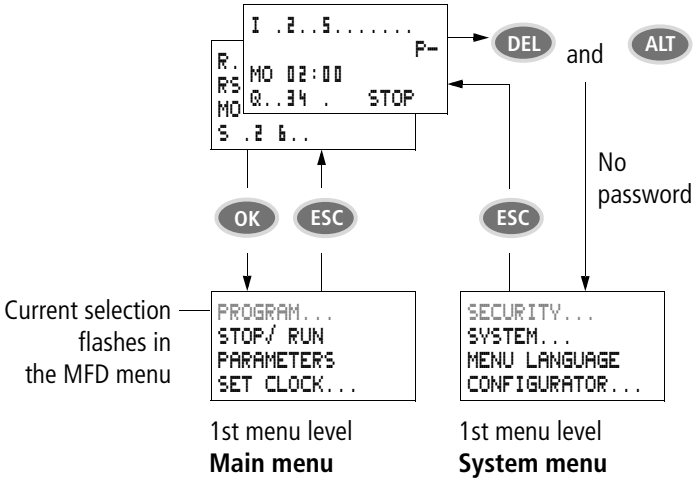 I .2..5.......
P-
MO 02:00
Q..34 . STOP
R.
RS
MO
S .2 6..
DEL
and
ALT
No
password
OK
ESC
ESC
Current selection
flashes in
the MFD menu
PROGRAM...
STOP√ RUN
PARAMETERS
SET CLOCK...
SECURITY...
SYSTEM...
MENU LANGUAGE
CONFIGURATOR...
1st menu level
Main menu
1st menu level
System menu